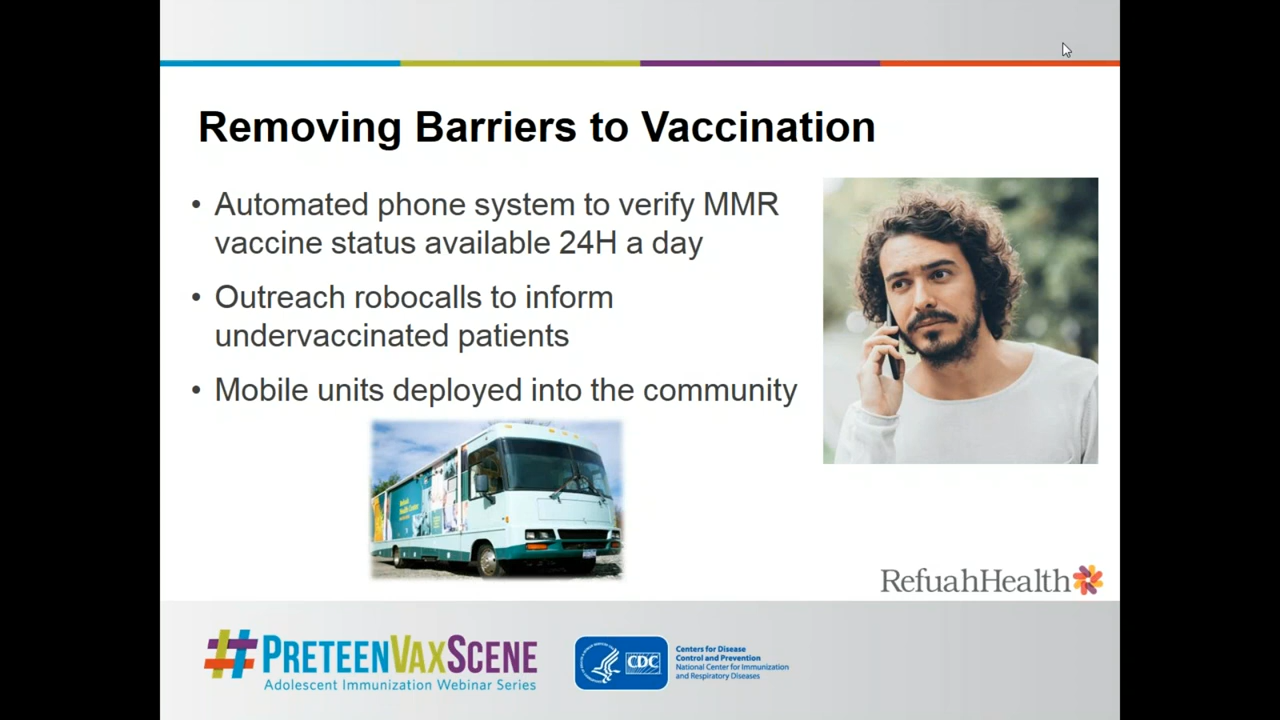 Removing Barriers to Vaccination
• Automated phone system to verify MMR
vaccine status available 24H a day
• Outreach robocalls to inform
undervaccinated patients
• Mobile units deployed into the community
RefuahHealth
#PRETEENVAXSCENE
Adolescent Immunization Webinar Series
CDC
Centers for Disease
Control and Prevention
National Center for Immunization
and Respiratory Diseases